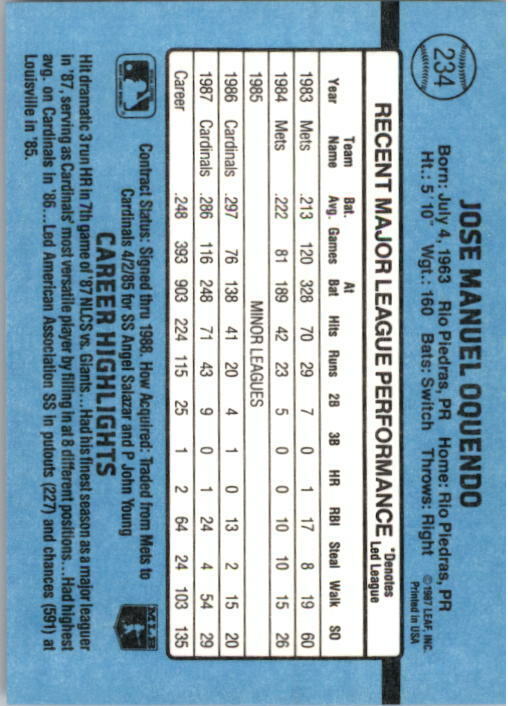 234
JOSE MANUEL OQUENDO
Born: July 4, 1963 Rio Piedras, PR Home: Rio Piedras, PR
Ht.: 5'10" Wgt.: 160 Bats: Switch Throws: Right
©1987 LEAF, INC.
Printed in USA
RECENT MAJOR LEAGUE PERFORMANCE
*Denotes
Led League
Year Team Name Bat. Avg. Games At Bat Hits Runs 2B 3B HR RBI Steal Walk SO
1983 Mets .213 120 328 70 29 7 0 1 17 8 19 60
1984 Mets .222 81 189 42 23 5 0 0 10 10 15 26
1985 MINOR LEAGUES
1986 Cardinals .297 76 138 41 20 4 1 0 13 2 15 20
1987 Cardinals .286 116 248 71 43 9 0 1 24 4 54 29
Career .248 393 903 224 115 25 1 2 64 24 103 135
Contract Status: Signed thru 1988. How Acquired: Traded from Mets to
Cardinals 4/2/85 for SS Angel Salazar and P John Young
MLB
CAREER HIGHLIGHTS
Hit dramatic 3 run HR in 7th game of '87 NLCS vs. Giants...Had his finest season as a major leaguer
in '87, serving as Cardinals' most versatile player by filling in at 8 different positions...Had highest
avg. on Cardinals in '86...Led American Association SS in putouts (227) and chances (591) at
Louisville in '85.